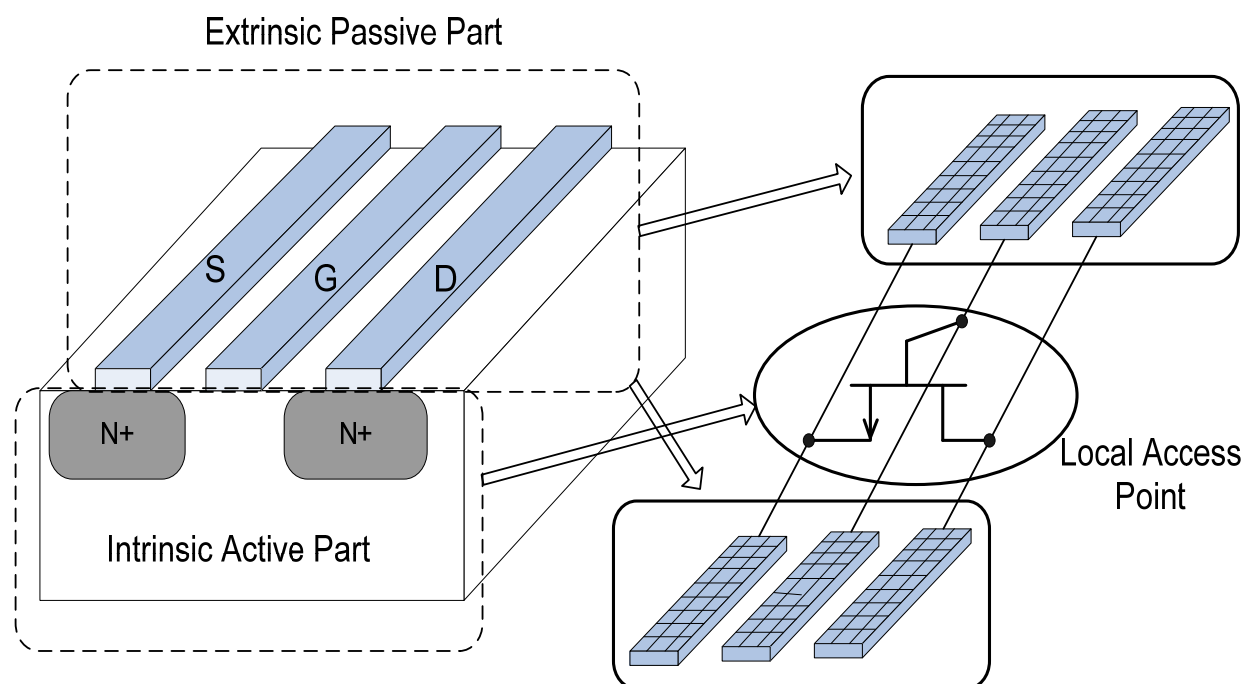 Extrinsic Passive Part
S
G
D
N+
N+
Intrinsic Active Part
Local Access
Point